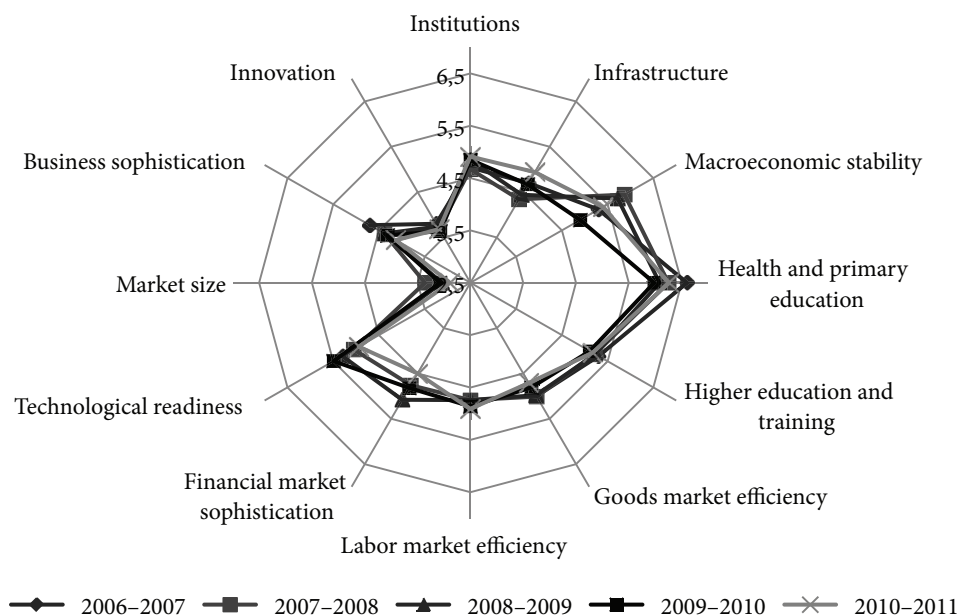 Institutions
Innovation
Infrastructure
Business sophistication
Macroeconomic stability
Market size
Health and primary
education
Technological readiness
Higher education and
training
Financial market
sophistication
Goods market efficiency
Labor market efficiency
6,5
5,5
4,5
3,5
2,5
2006–2007
2007–2008
2008–2009
2009–2010
2010–2011